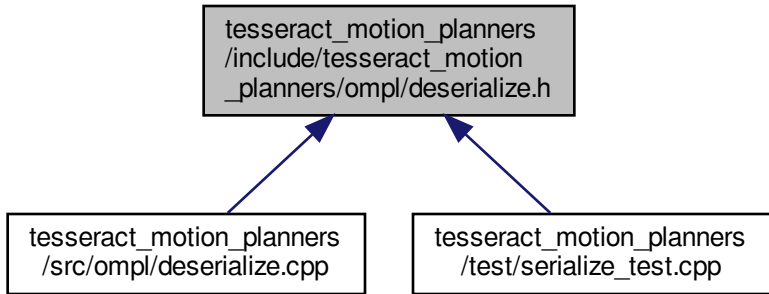 tesseract_motion_planners
/include/tesseract_motion
_planners/ompl/deserialize.h
tesseract_motion_planners
/src/ompl/deserialize.cpp
tesseract_motion_planners
/test/serialize_test.cpp